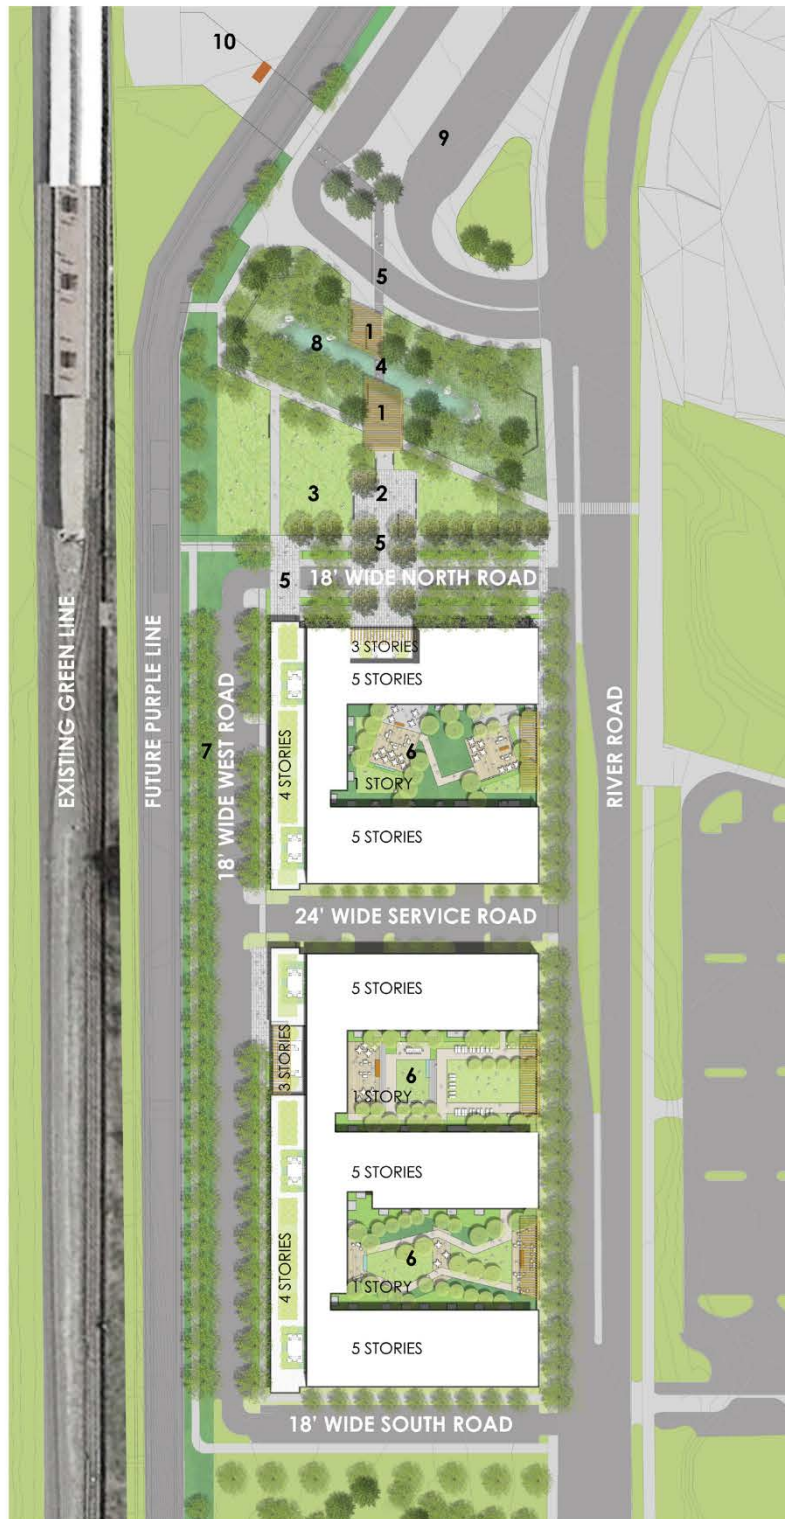 10
9
5
1
8
4
1
3
2
5
5
18' WIDE NORTH ROAD
3 STORIES
5 STORIES
EXISTING GREEN LINE
FUTURE PURPLE LINE
7
18' WIDE WEST ROAD
4 STORIES
6
1 STORY
RIVER ROAD
5 STORIES
24' WIDE SERVICE ROAD
5 STORIES
3 STORIES
6
1 STORY
5 STORIES
4 STORIES
6
1 STORY
5 STORIES
18' WIDE SOUTH ROAD